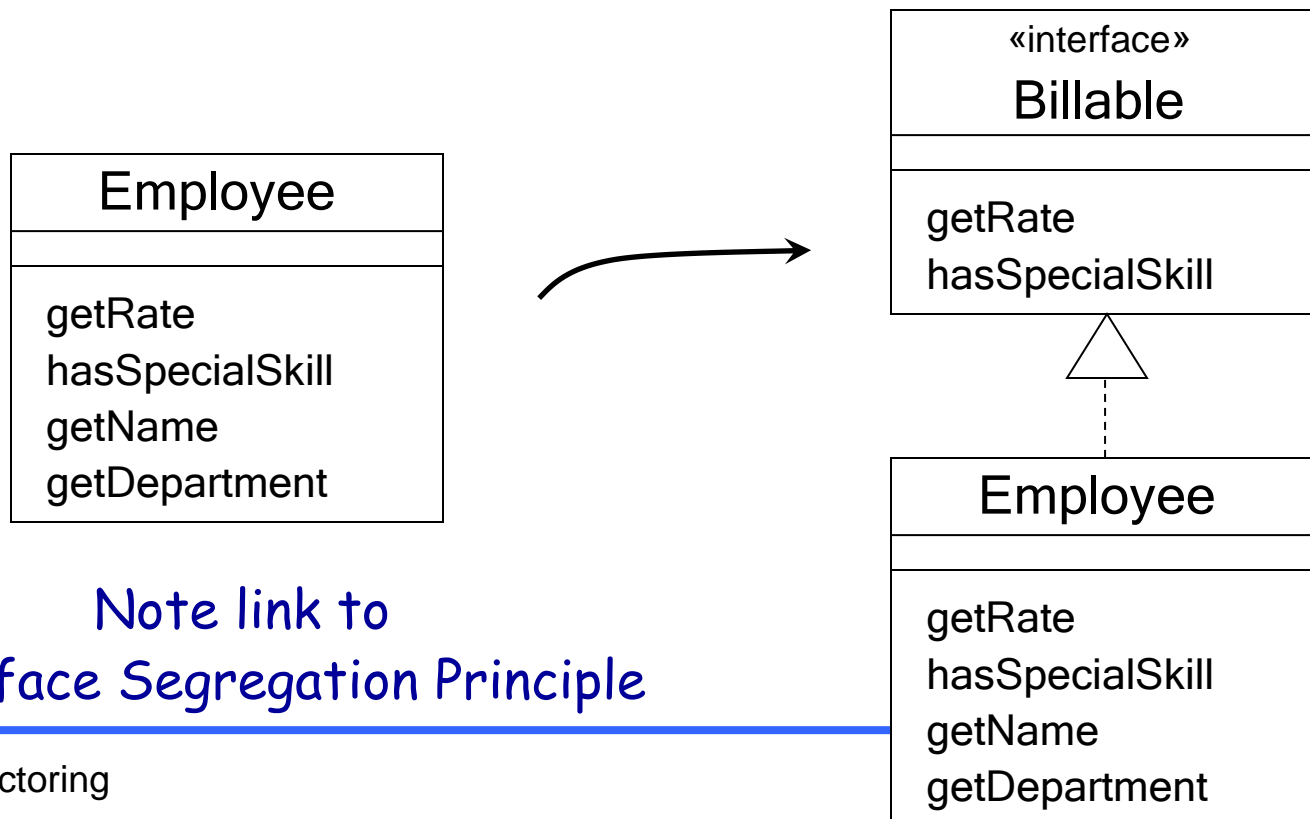 Employee
getRate
hasSpecialSkill
getName
getDepartment
«interface»
Billable
getRate
hasSpecialSkill
Employee
getRate
hasSpecialSkill
getName
getDepartment
Note link to
face Segregation Principle
ctoring